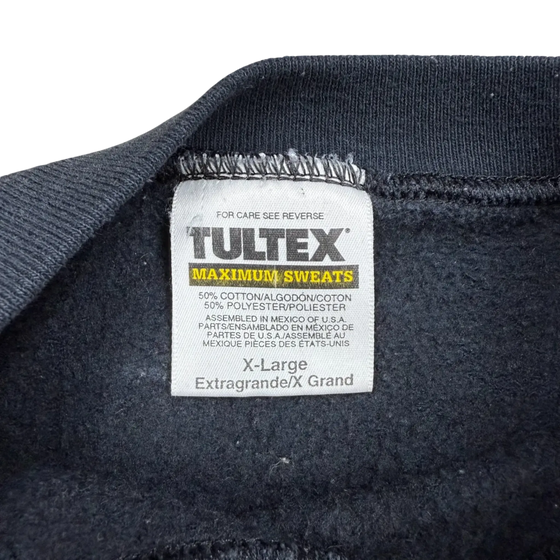 FOR CARE SEE REVERSE
TULTEX®
MAXIMUM SWEATS
50% COTTON/ALGODÓN/COTON
50% POLYESTER/POLIESTER
ASSEMBLED IN MEXICO OF U.S.A.
PARTS/ENSAMBLADO EN MÉXICO DE
PARTES DE U.S.A./ASSEMBLÉ AU
MEXIQUE PIÈCES DES ÉTATS-UNIS
X-Large
Extragrande/X Grand